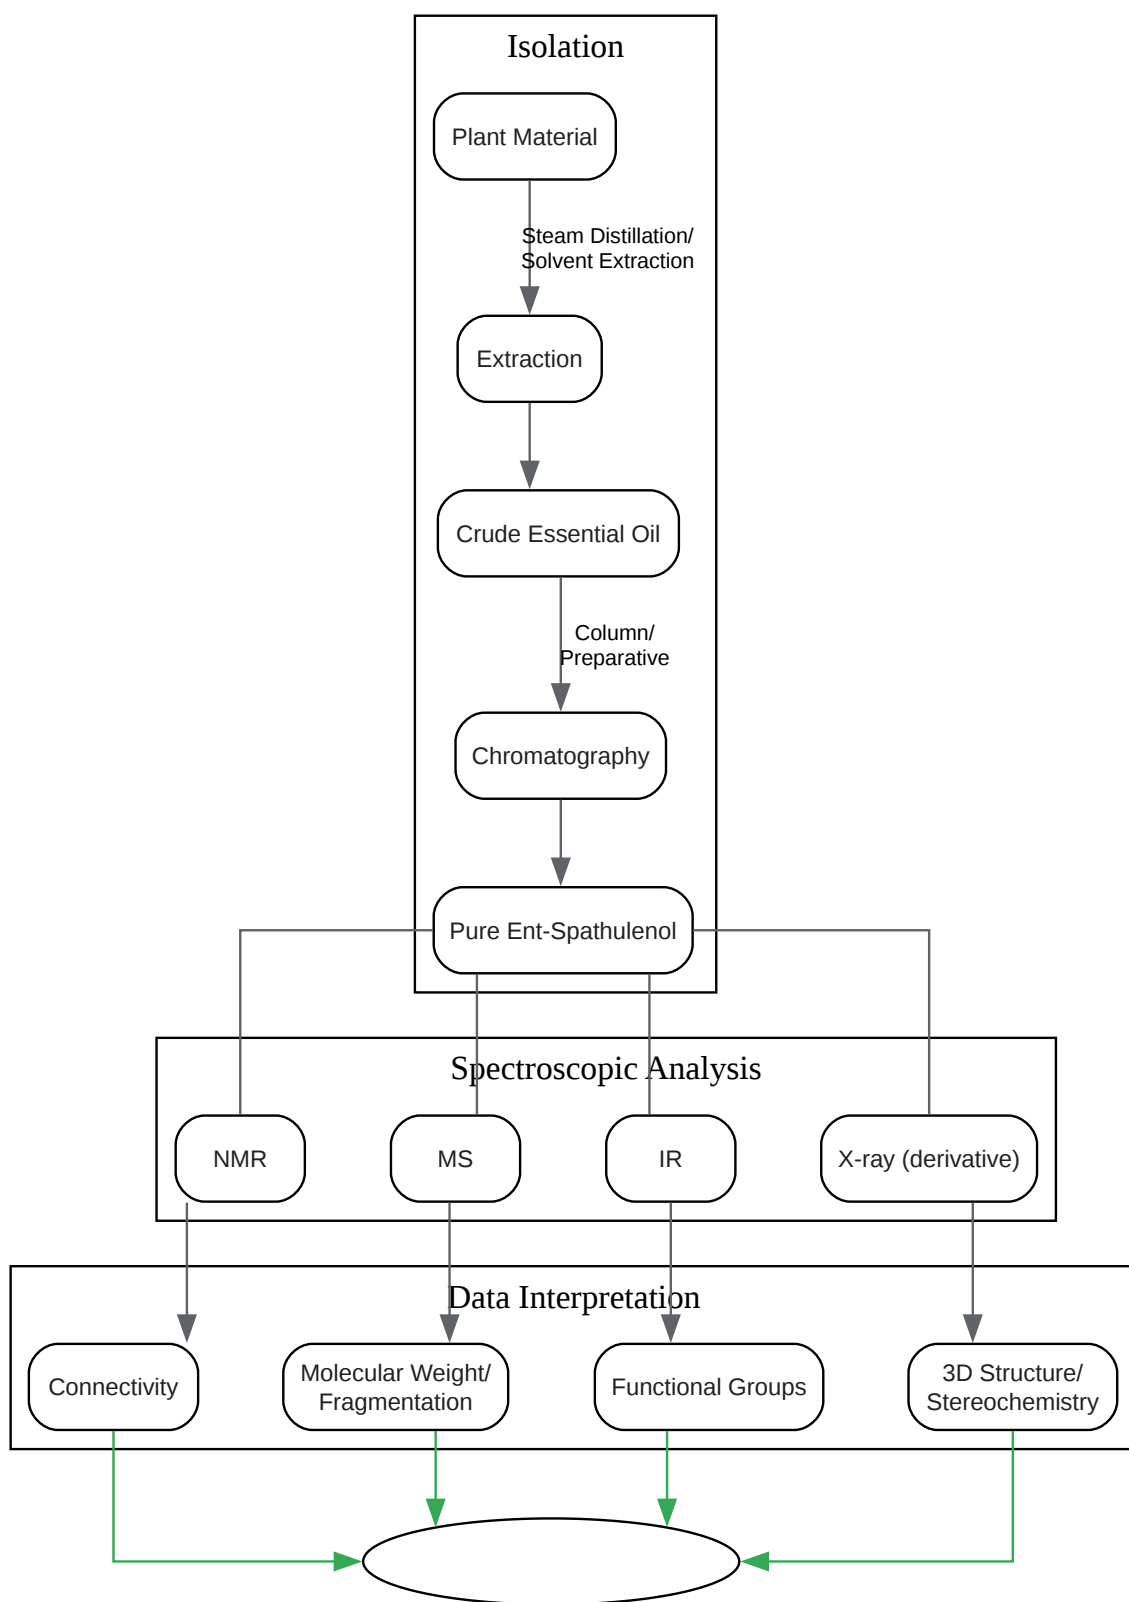 Isolation
Plant Material
Steam Distillation/
Solvent Extraction
Extraction
Crude Essential Oil
Column/
Preparative
Chromatography
Pure Ent-Spathulenol
Spectroscopic Analysis
NMR
MS
IR
X-ray (derivative)
Data Interpretation
Connectivity
Molecular Weight/
Fragmentation
Functional Groups
3D Structure/
Stereochemistry